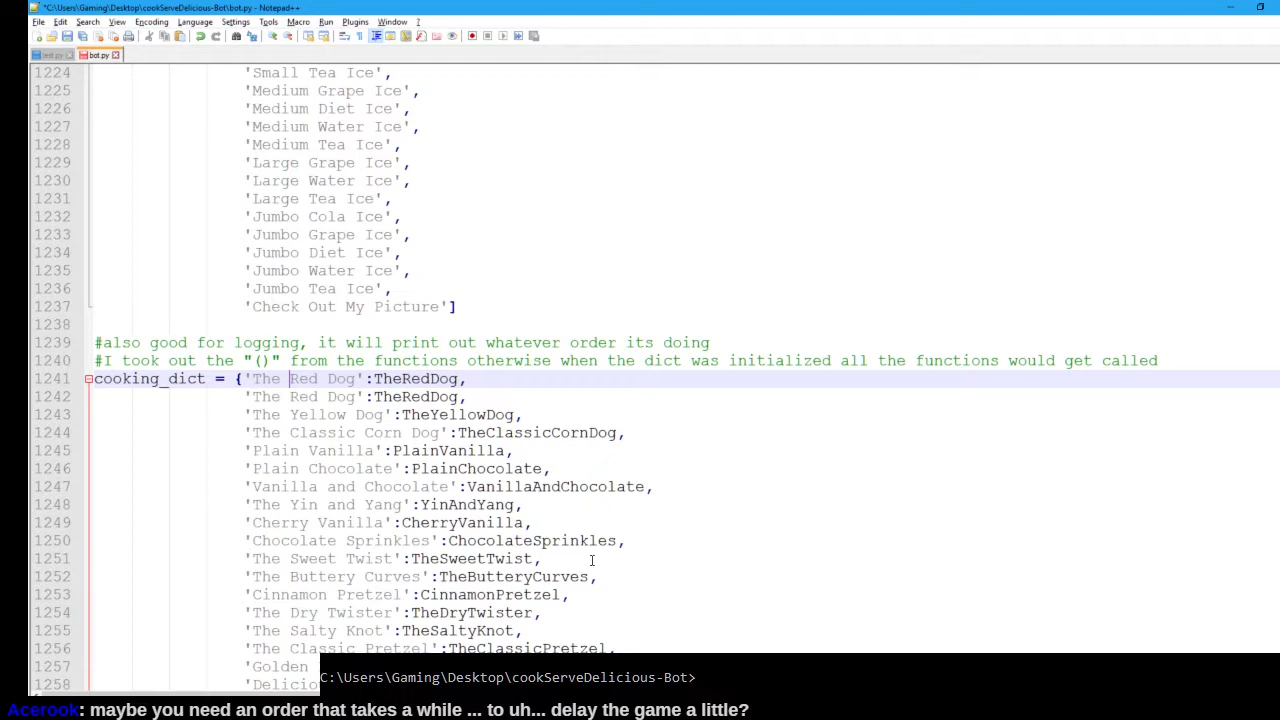 *C:\Users\Gaming\Desktop\cookServeDelicious-Bot\bot.py - Notepad++
File Edit Search View Encoding Language Settings Tools Macro Run Plugins Window ?
test.py bot.py
1224 'Small Tea Ice',
1225 'Medium Grape Ice',
1226 'Medium Diet Ice',
1227 'Medium Water Ice',
1228 'Medium Tea Ice',
1229 'Large Grape Ice',
1230 'Large Water Ice',
1231 'Large Tea Ice',
1232 'Jumbo Cola Ice',
1233 'Jumbo Grape Ice',
1234 'Jumbo Diet Ice',
1235 'Jumbo Water Ice',
1236 'Jumbo Tea Ice',
1237 'Check Out My Picture']
1238
1239 #also good for logging, it will print out whatever order its doing
1240 #I took out the "()" from the functions otherwise when the dict was initialized all the functions would get called
1241 cooking_dict = {'The Red Dog':TheRedDog,
1242 'The Red Dog':TheRedDog,
1243 'The Yellow Dog':TheYellowDog,
1244 'The Classic Corn Dog':TheClassicCornDog,
1245 'Plain Vanilla':PlainVanilla,
1246 'Plain Chocolate':PlainChocolate,
1247 'Vanilla and Chocolate':VanillaAndChocolate,
1248 'The Yin and Yang':YinAndYang,
1249 'Cherry Vanilla':CherryVanilla,
1250 'Chocolate Sprinkles':ChocolateSprinkles,
1251 'The Sweet Twist':TheSweetTwist,
1252 'The Buttery Curves':TheButteryCurves,
1253 'Cinnamon Pretzel':CinnamonPretzel,
1254 'The Dry Twister':TheDryTwister,
1255 'The Salty Knot':TheSaltyKnot,
1256 'The Classic Pretzel':TheClassicPretzel,
1257 'Golden
1258 'Delicio
C:\Users\Gaming\Desktop\cookServeDelicious-Bot>
Acerook: maybe you need an order that takes a while ... to uh... delay the game a little?